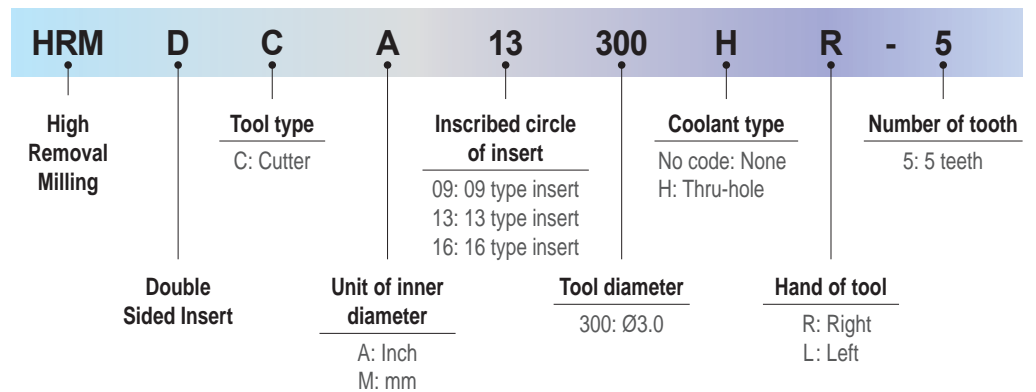 HRM D C A 13 300 H R - 5
High
Removal
Milling
Tool type
C: Cutter
Inscribed circle
of insert
09: 09 type insert
13: 13 type insert
16: 16 type insert
Coolant type
No code: None
H: Thru-hole
Number of tooth
5: 5 teeth
Double
Sided Insert
Unit of inner
diameter
A: Inch
M: mm
Tool diameter
300: Ø3.0
Hand of tool
R: Right
L: Left